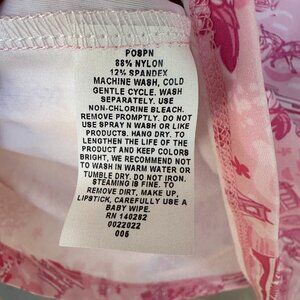 POSPN
88% NYLON
12% SPANDEX
MACHINE WASH, COLD
GENTLE CYCLE. WASH
SEPARATELY. USE
NON-CHLORINE BLEACH.
REMOVE PROMPTLY. DO NOT
USE SPRAY N WASH OR LIKE
PRODUCTS. HANG DRY. TO
LENGTHEN THE LIFE OF THE
PRODUCT AND KEEP COLORS
BRIGHT, WE RECOMMEND NOT
TO WASH IN WARM WATER OR
TUMBLE DRY. DO NOT IRON.
STEAMING IS FINE. TO
REMOVE DIRT, MAKE UP,
LIPSTICK, CAREFULLY USE A
BABY WIPE.
RN 140282
0022022
005